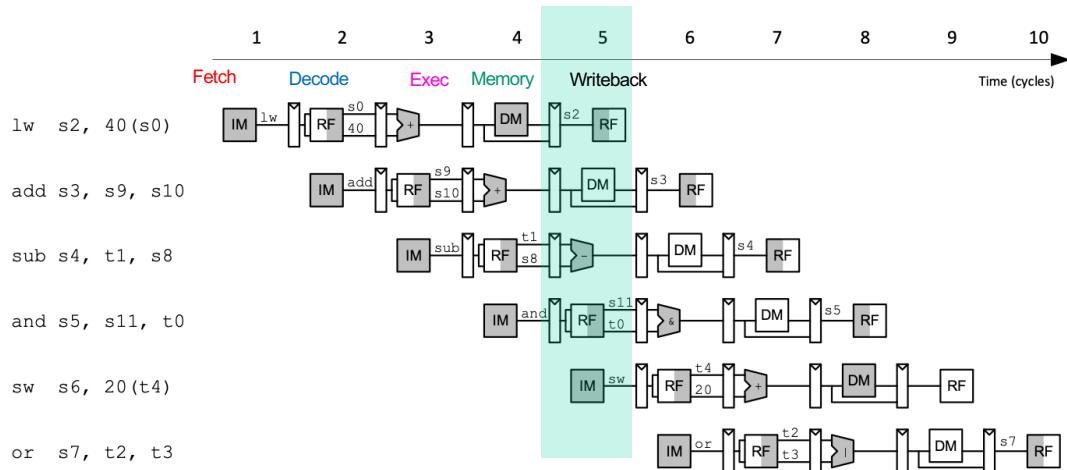 1 2 3 4 5 6 7 8 9 10
Fetch Decode Exec Memory Writeback Time (cycles)
lw s2, 40(s0) IM lw RF s0 40 + DM s2 RF
add s3, s9, s10 IM add RF s9 s10 + DM s3 RF
sub s4, t1, s8 IM sub RF t1 s8 - DM s4 RF
and s5, s11, t0 IM and RF s11 t0 & DM s5 RF
sw s6, 20(t4) IM sw RF t4 20 + DM RF
or s7, t2, t3 IM or RF t2 t3 | DM s7 RF